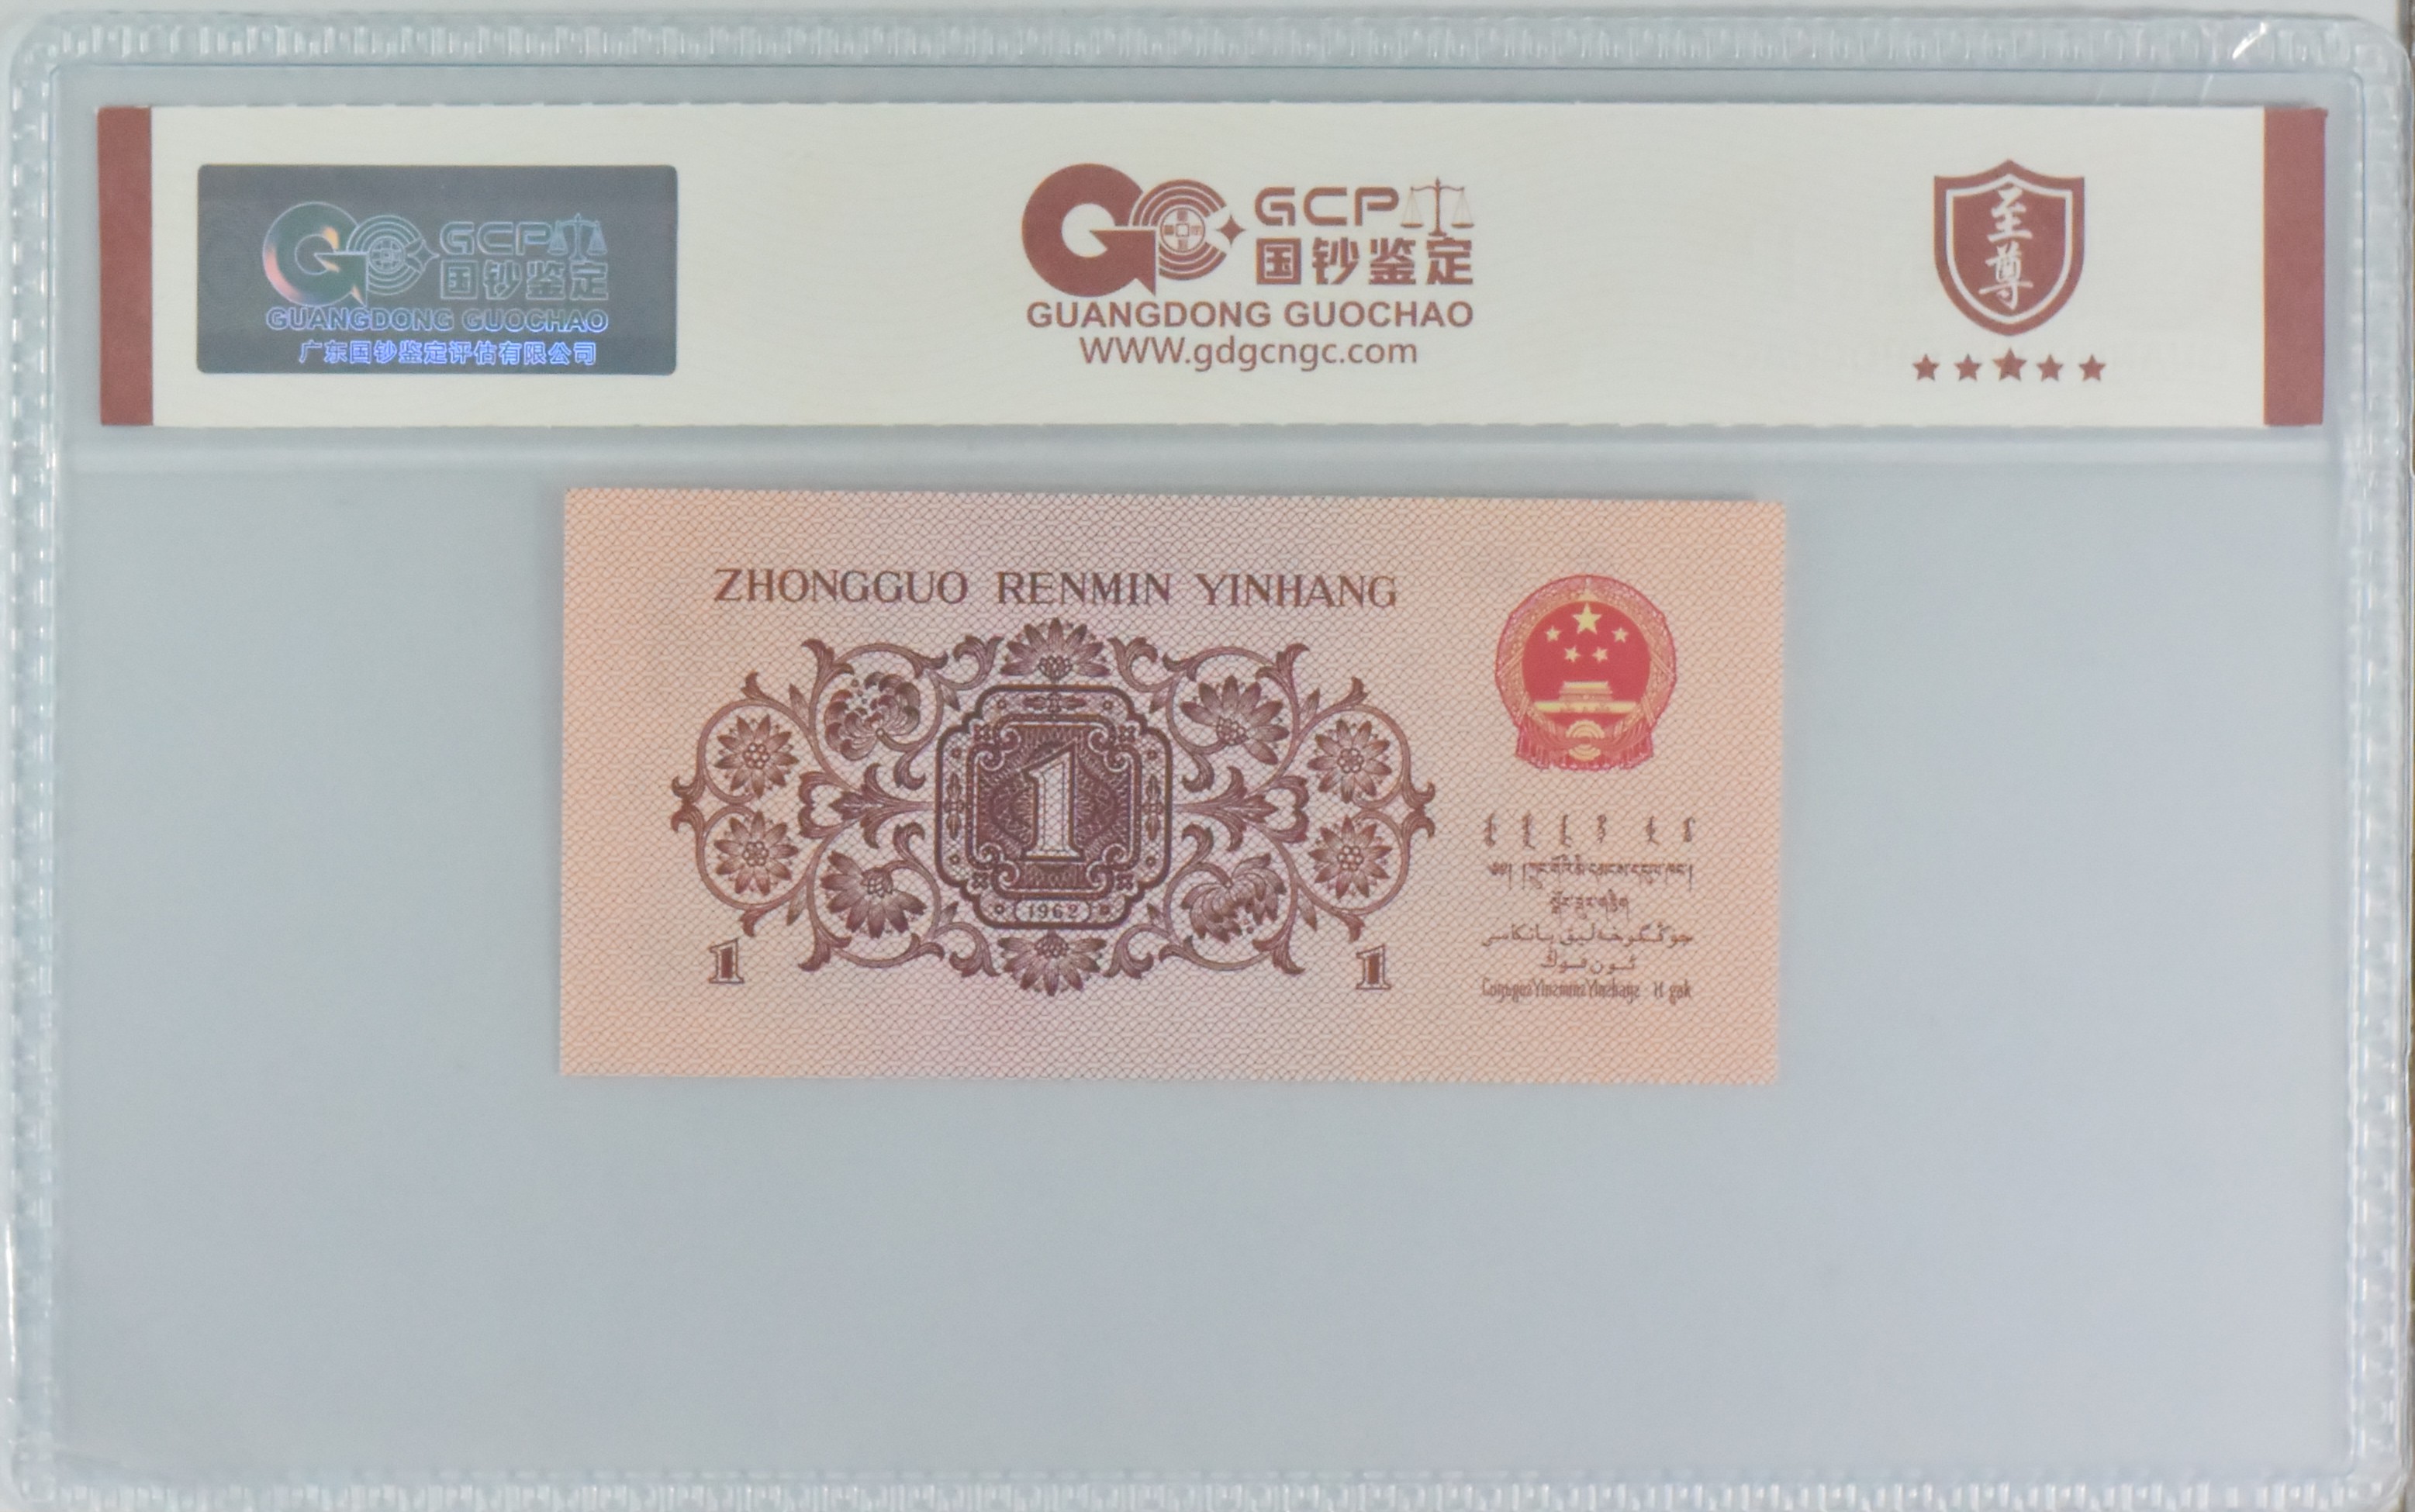 GCP
国钞鉴定
GUANGDONG GUOCHAO
广东国钞鉴定评估有限公司
GCP
国钞鉴定
GUANGDONG GUOCHAO
WWW.gdgcngc.com
至尊
ZHONGGUO RENMIN YINHANG
1
(1962)
1
1
جۇڭگوخەلىق بانكاسى